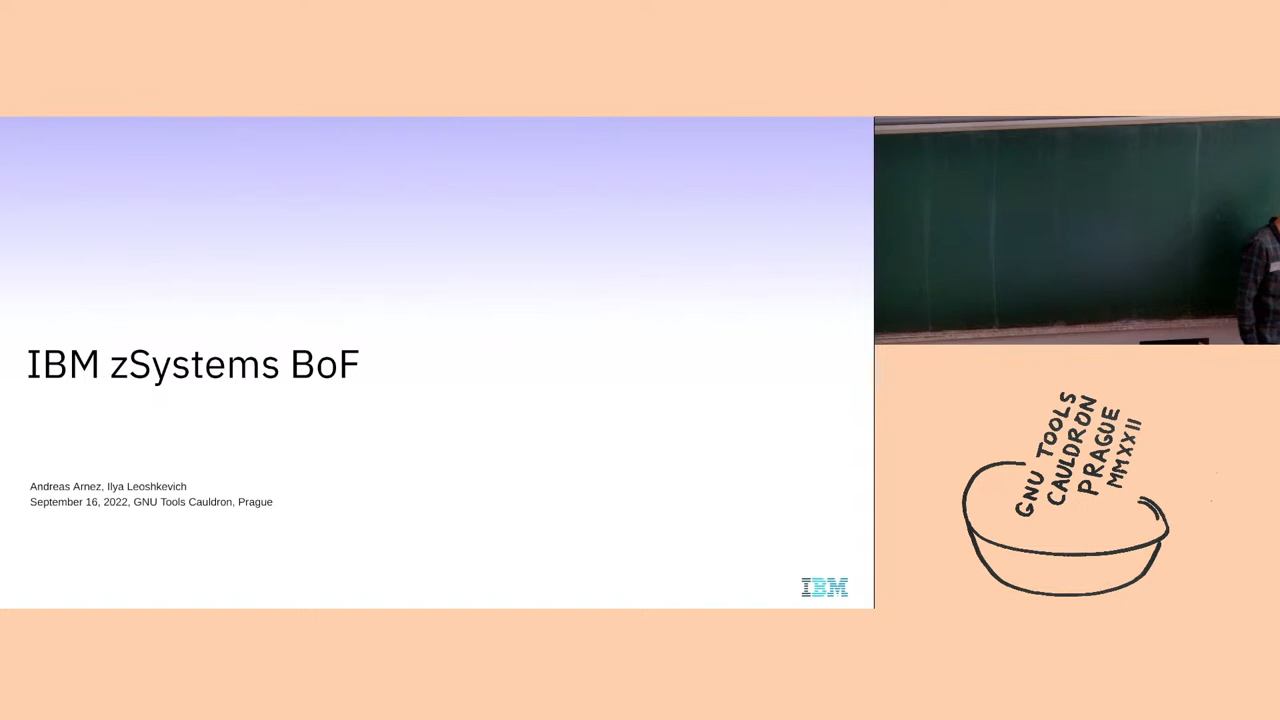 IBM zSystems BoF
Andreas Arnez, Ilya Leoshkevich
September 16, 2022, GNU Tools Cauldron, Prague
IBM
GNU TOOLS
CAULDRON
PRAGUE
MMXXII